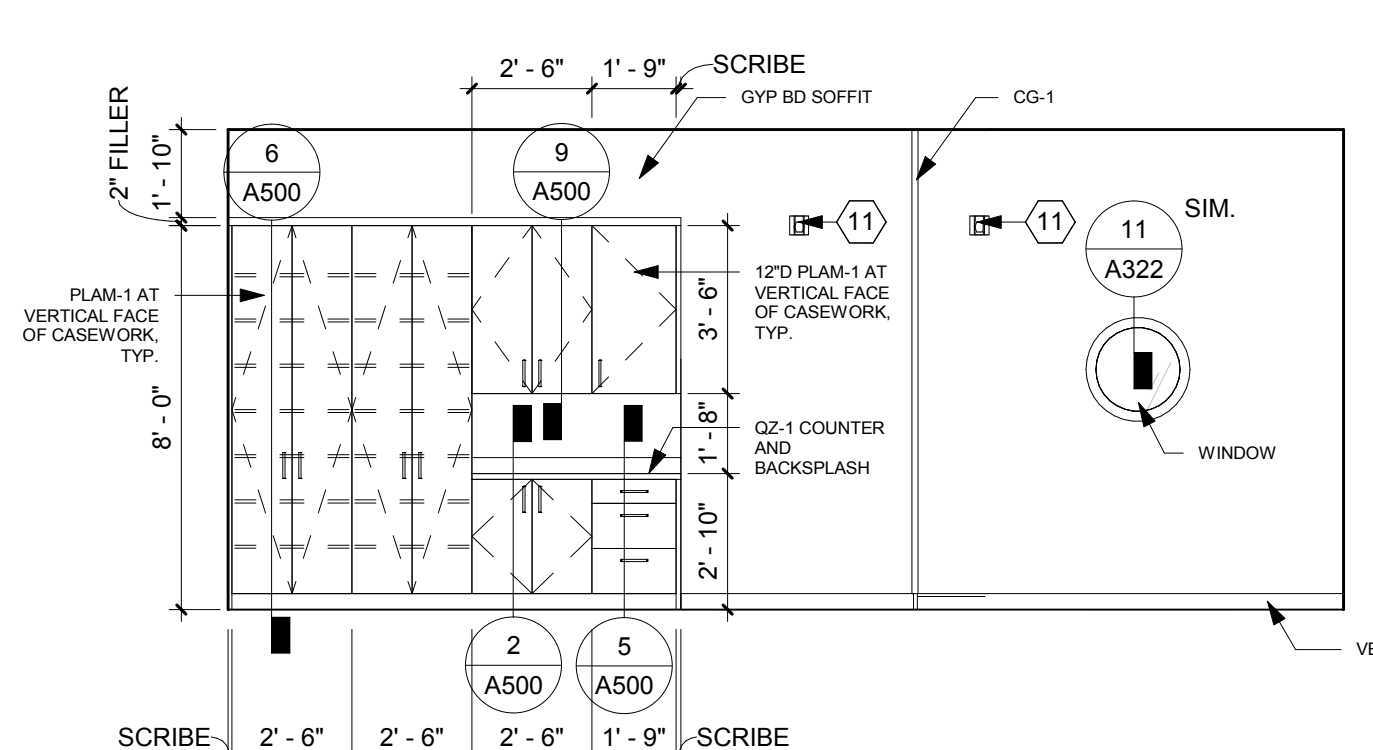 2' - 6"
1' - 9"
SCRIBE
GYP BD SOFFIT
CG-1
2" FILLER
1' - 10"
6
A500
9
A500
11
11
SIM.
11
A322
PLAM-1 AT
VERTICAL FACE
OF CASEWORK,
TYP.
12"D PLAM-1 AT
VERTICAL FACE
OF CASEWORK,
TYP.
3' - 6"
8' - 0"
1' - 8"
QZ-1 COUNTER
AND
BACKSPLASH
WINDOW
2' - 10"
2
A500
5
A500
VE
SCRIBE
2' - 6"
2' - 6"
2' - 6"
1' - 9"
SCRIBE